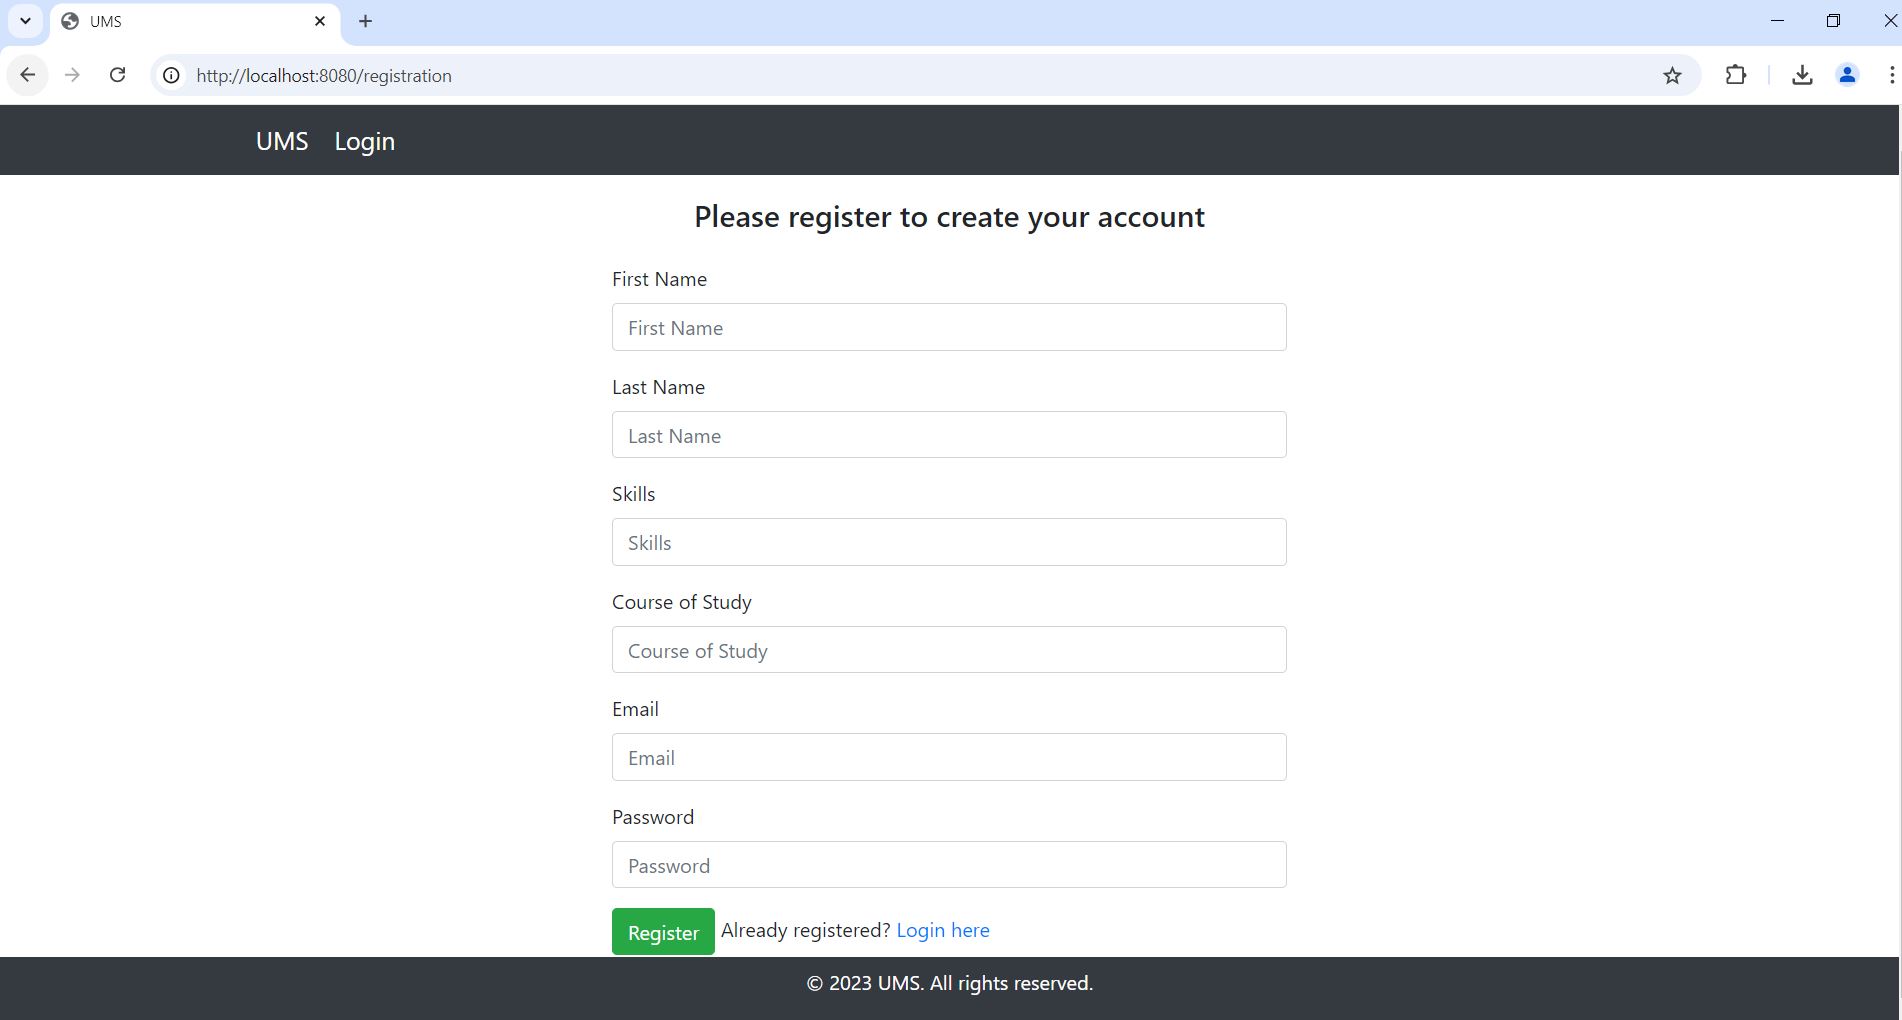 UMS
http://localhost:8080/registration
UMS Login
Please register to create your account
First Name
First Name
Last Name
Last Name
Skills
Skills
Course of Study
Course of Study
Email
Email
Password
Password
Register Already registered? Login here
© 2023 UMS. All rights reserved.